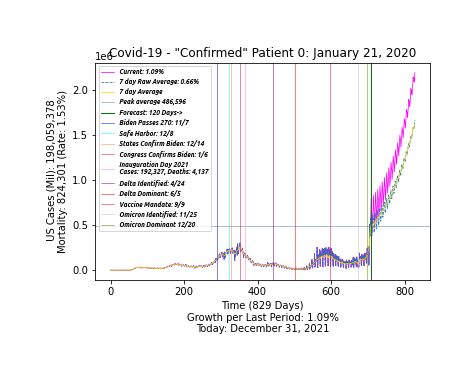 Covid-19 - "Confirmed" Patient 0: January 21, 2020
1e6
Current: 1.09%
7 day Raw Average: 0.66%
7 day Average
Peak average 486,596
Forecast: 120 Days->
Biden Passes 270: 11/7
Safe Harbor: 12/8
States Confirm Biden: 12/14
Congress Confirms Biden: 1/6
Inauguration Day 2021
Cases: 192,327, Deaths: 4,137
Delta Identified: 4/24
Delta Dominant: 6/5
Vaccine Mandate: 9/9
Omicron Identified: 11/25
Omicron Dominant 12/20
US Cases (Mil): 198,059,378
Mortality: 824,301 (Rate: 1.53%)
2.0
1.5
1.0
0.5
0.0
0 200 400 600 800
Time (829 Days)
Growth per Last Period: 1.09%
Today: December 31, 2021